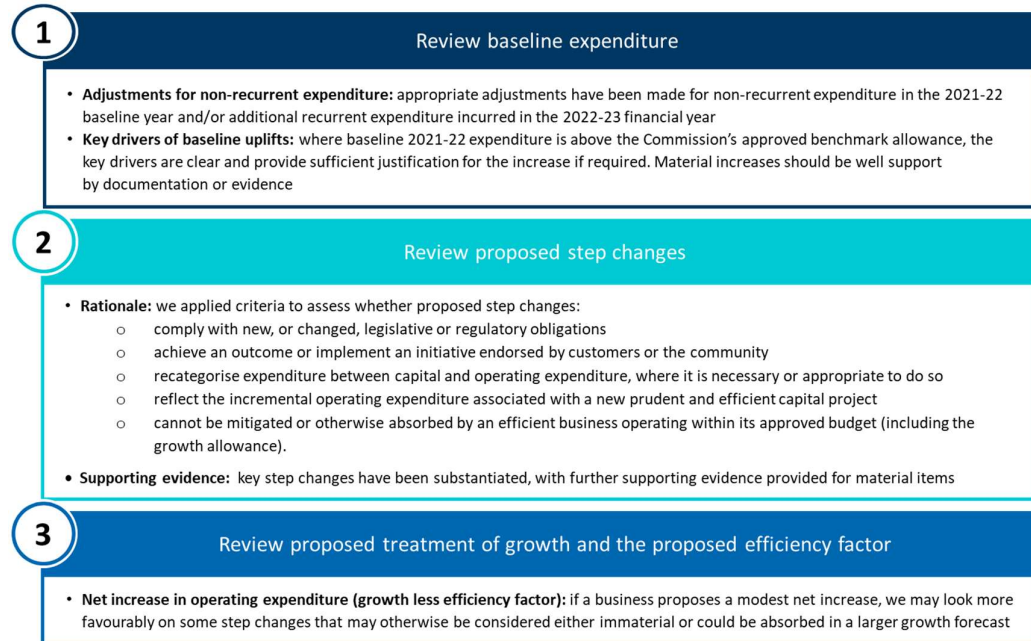 1
Review baseline expenditure
• Adjustments for non-recurrent expenditure: appropriate adjustments have been made for non-recurrent expenditure in the 2021-22
baseline year and/or additional recurrent expenditure incurred in the 2022-23 financial year
• Key drivers of baseline uplifts: where baseline 2021-22 expenditure is above the Commission's approved benchmark allowance, the
key drivers are clear and provide sufficient justification for the increase if required. Material increases should be well support
by documentation or evidence
2
Review proposed step changes
• Rationale: we applied criteria to assess whether proposed step changes:
o comply with new, or changed, legislative or regulatory obligations
o achieve an outcome or implement an initiative endorsed by customers or the community
o recategorise expenditure between capital and operating expenditure, where it is necessary or appropriate to do so
o reflect the incremental operating expenditure associated with a new prudent and efficient capital project
o cannot be mitigated or otherwise absorbed by an efficient business operating within its approved budget (including the
growth allowance).
• Supporting evidence: key step changes have been substantiated, with further supporting evidence provided for material items
3
Review proposed treatment of growth and the proposed efficiency factor
• Net increase in operating expenditure (growth less efficiency factor): if a business proposes a modest net increase, we may look more
favourably on some step changes that may otherwise be considered either immaterial or could be absorbed in a larger growth forecast